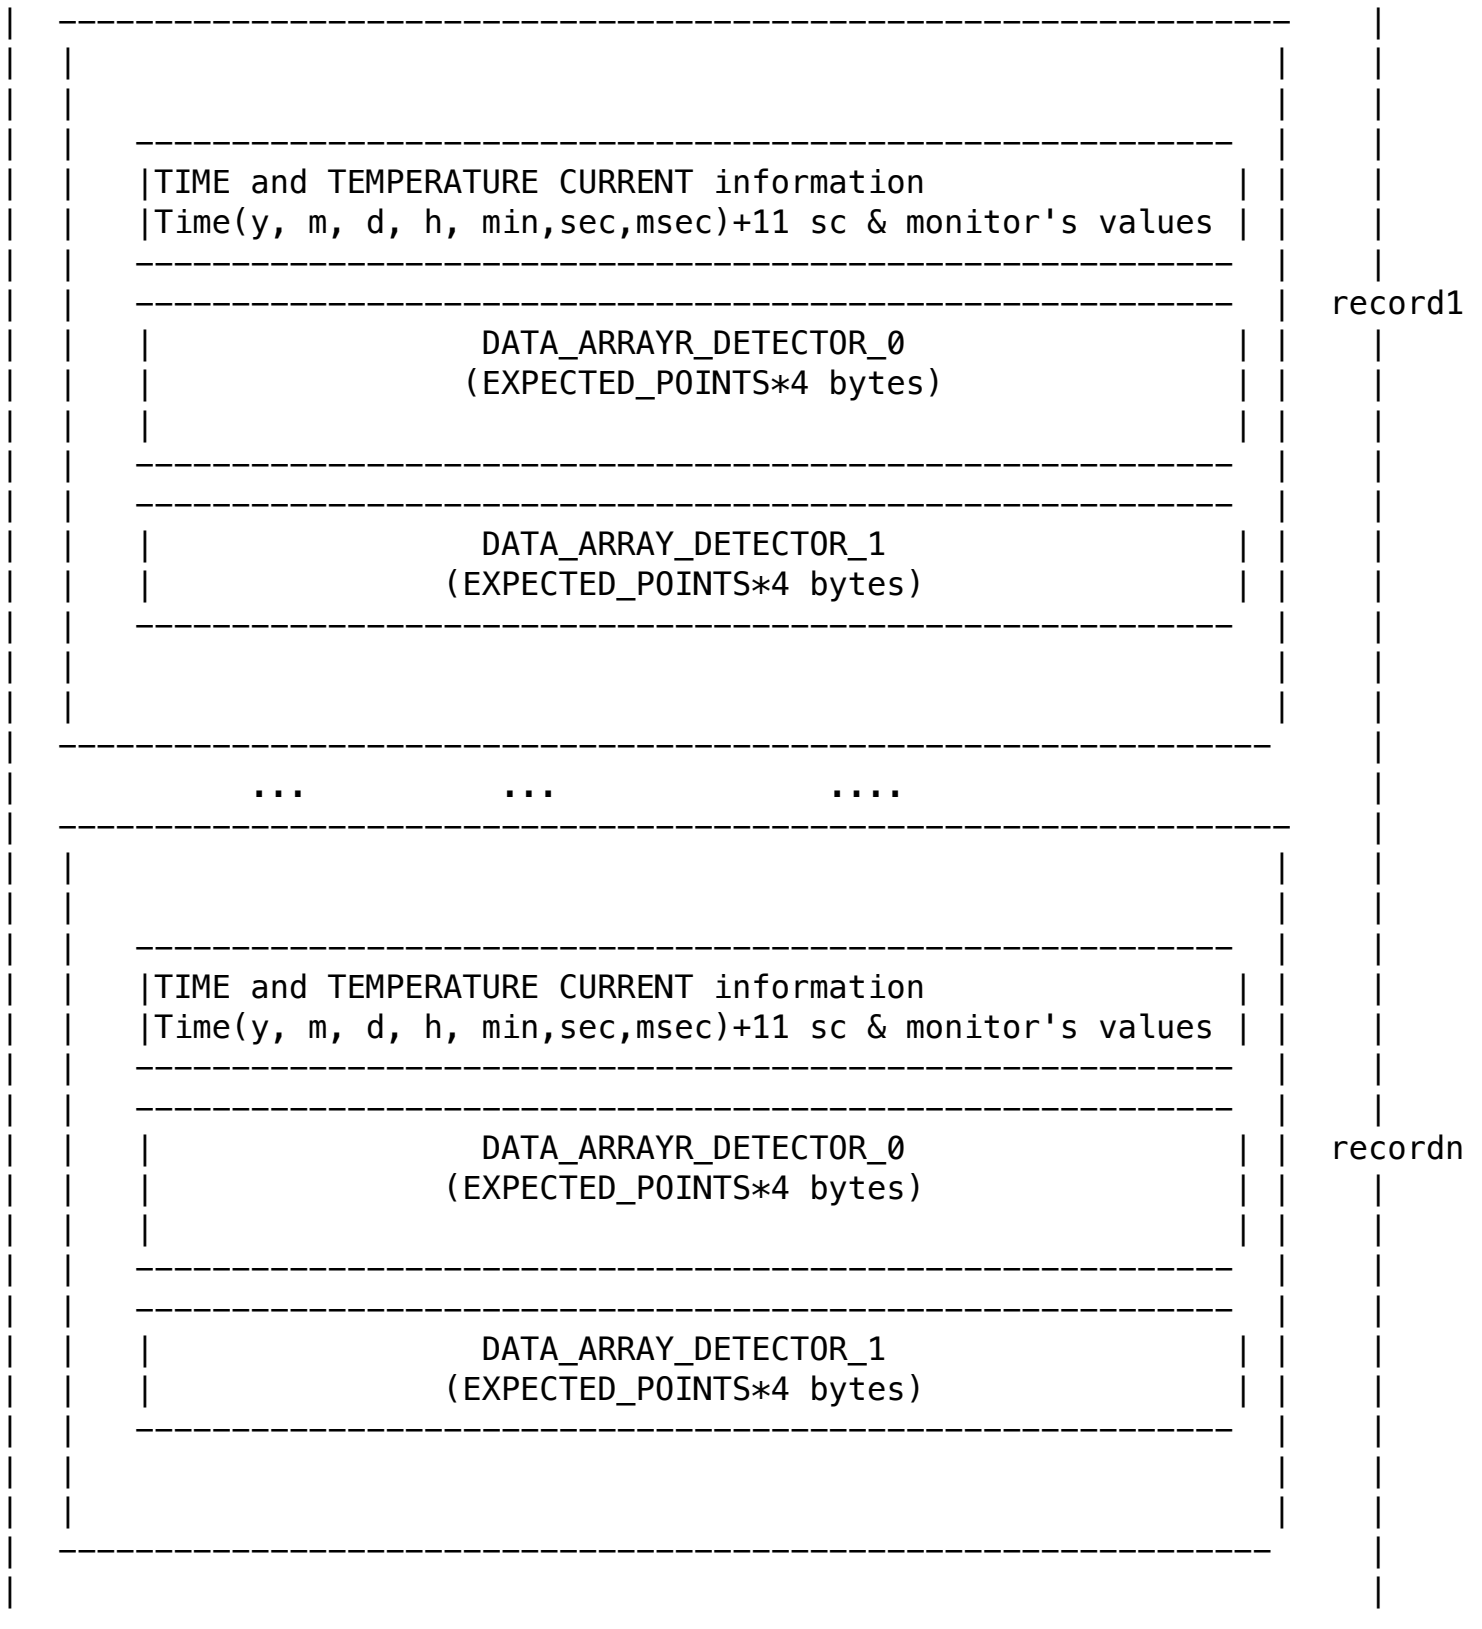 TIME and TEMPERATURE CURRENT information
Time(y, m, d, h, min,sec,msec)+11 sc & monitor's values
record1
DATA_ARRAYR_DETECTOR_0
(EXPECTED_POINTS*4 bytes)
DATA_ARRAY_DETECTOR_1
(EXPECTED_POINTS*4 bytes)
... ... ....
TIME and TEMPERATURE CURRENT information
Time(y, m, d, h, min,sec,msec)+11 sc & monitor's values
DATA_ARRAYR_DETECTOR_0 recordn
(EXPECTED_POINTS*4 bytes)
DATA_ARRAY_DETECTOR_1
(EXPECTED_POINTS*4 bytes)